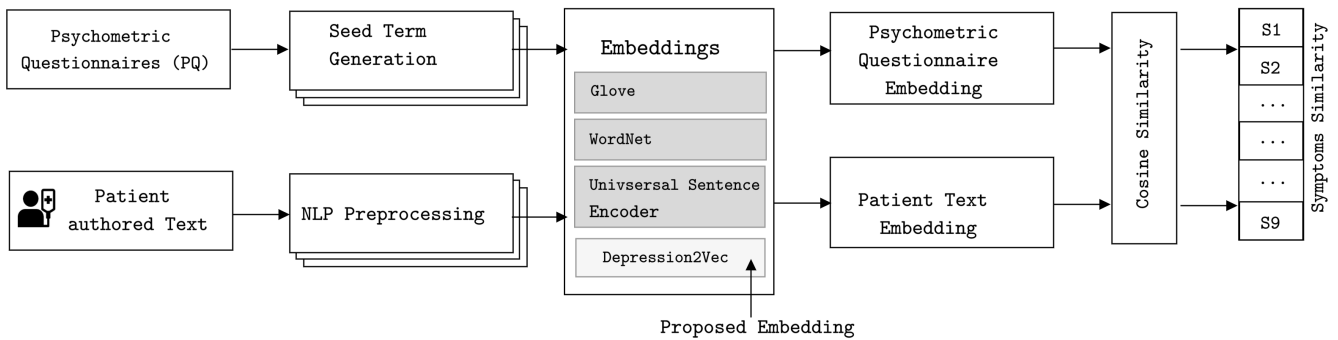 Psychometric
Questionnaires (PQ)
Seed Term
Generation
Embeddings
Glove
WordNet
Univsersal Sentence
Encoder
Depression2Vec
Proposed Embedding
Psychometric
Questionnaire
Embedding
Cosine Similarity
S1
S2
...
...
...
S9
Symptoms Similarity
Patient
authored Text
NLP Preprocessing
Patient Text
Embedding